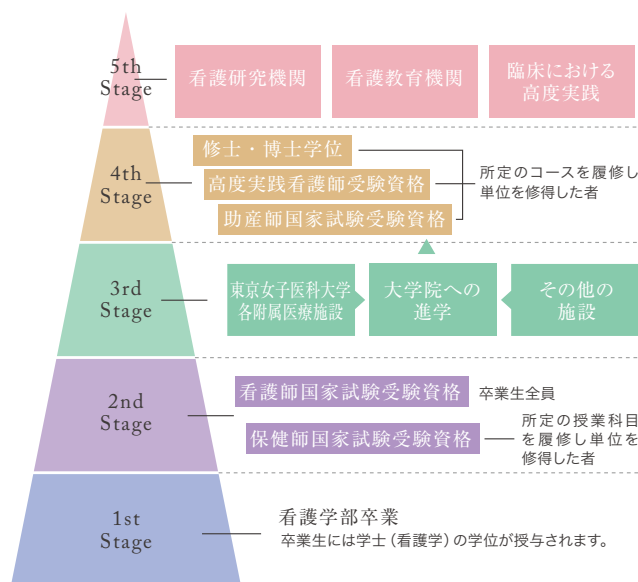 5th
Stage
看護研究機関
看護教育機関
臨床における
高度実践
4th
Stage
修士・博士学位
高度実践看護師受験資格
助産師国家試験受験資格
所定のコースを履修し
単位を修得した者
3rd
Stage
東京女子医科大学
各附属医療施設
大学院への
進学
その他の
施設
2nd
Stage
看護師国家試験受験資格
卒業生全員
保健師国家試験受験資格
所定の授業科目
を履修し単位を
修得した者
1st
Stage
看護学部卒業
卒業生には学士（看護学）の学位が授与されます。